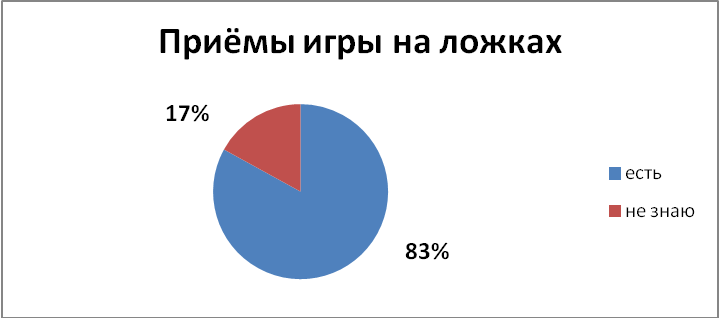 Приёмы игры на ложках
17%
есть
не знаю
83%